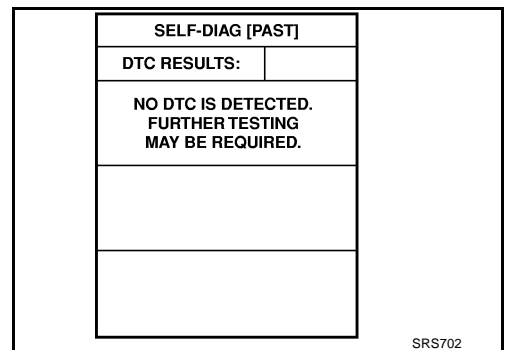 SELF-DIAG [PAST]
DTC RESULTS:
NO DTC IS DETECTED.
FURTHER TESTING
MAY BE REQUIRED.
SRS702